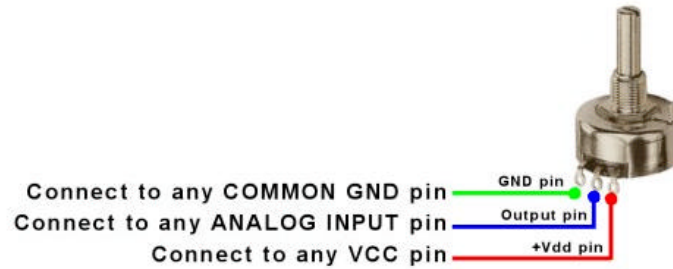 GND pin
Connect to any COMMON GND pin
Output pin
Connect to any ANALOG INPUT pin
+Vdd pin
Connect to any VCC pin